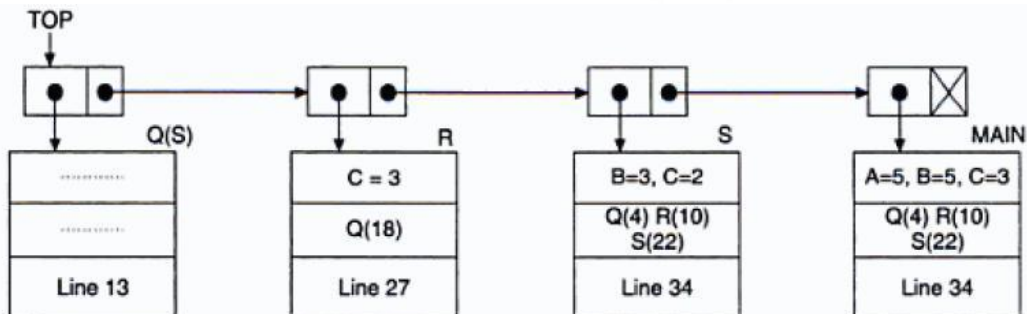 TOP
Q(S)
R
S
MAIN
............
C = 3
B=3, C=2
A=5, B=5, C=3
............
Q(18)
Q(4) R(10)
S(22)
Q(4) R(10)
S(22)
Line 13
Line 27
Line 34
Line 34